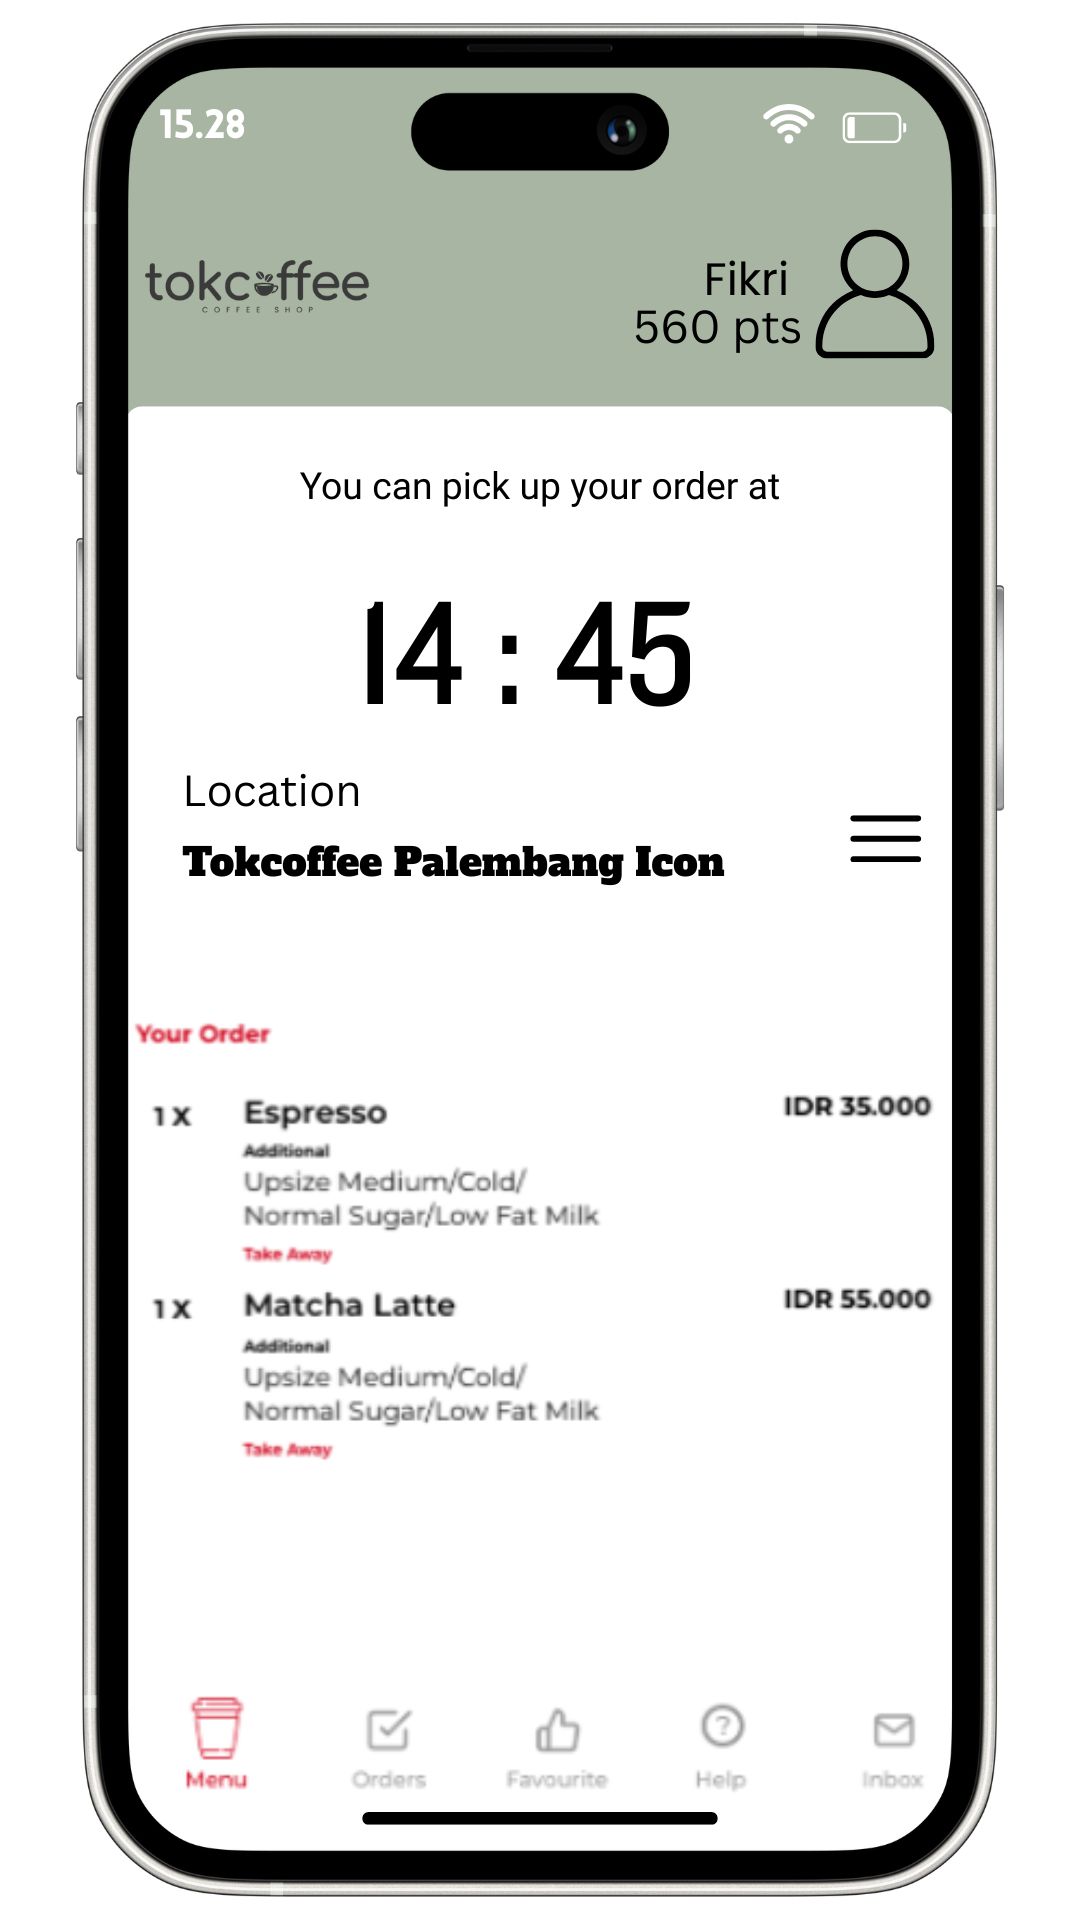 15.28
tokcoffee
COFFEE SHOP
Fikri
560 pts
You can pick up your order at
14 : 45
Location
Tokcoffee Palembang Icon
Your Order
1 X Espresso IDR 35.000
Additional
Upsize Medium/Cold/
Normal Sugar/Low Fat Milk
Take Away
1 X Matcha Latte IDR 55.000
Additional
Upsize Medium/Cold/
Normal Sugar/Low Fat Milk
Take Away
Menu Orders Favourite Help Inbox